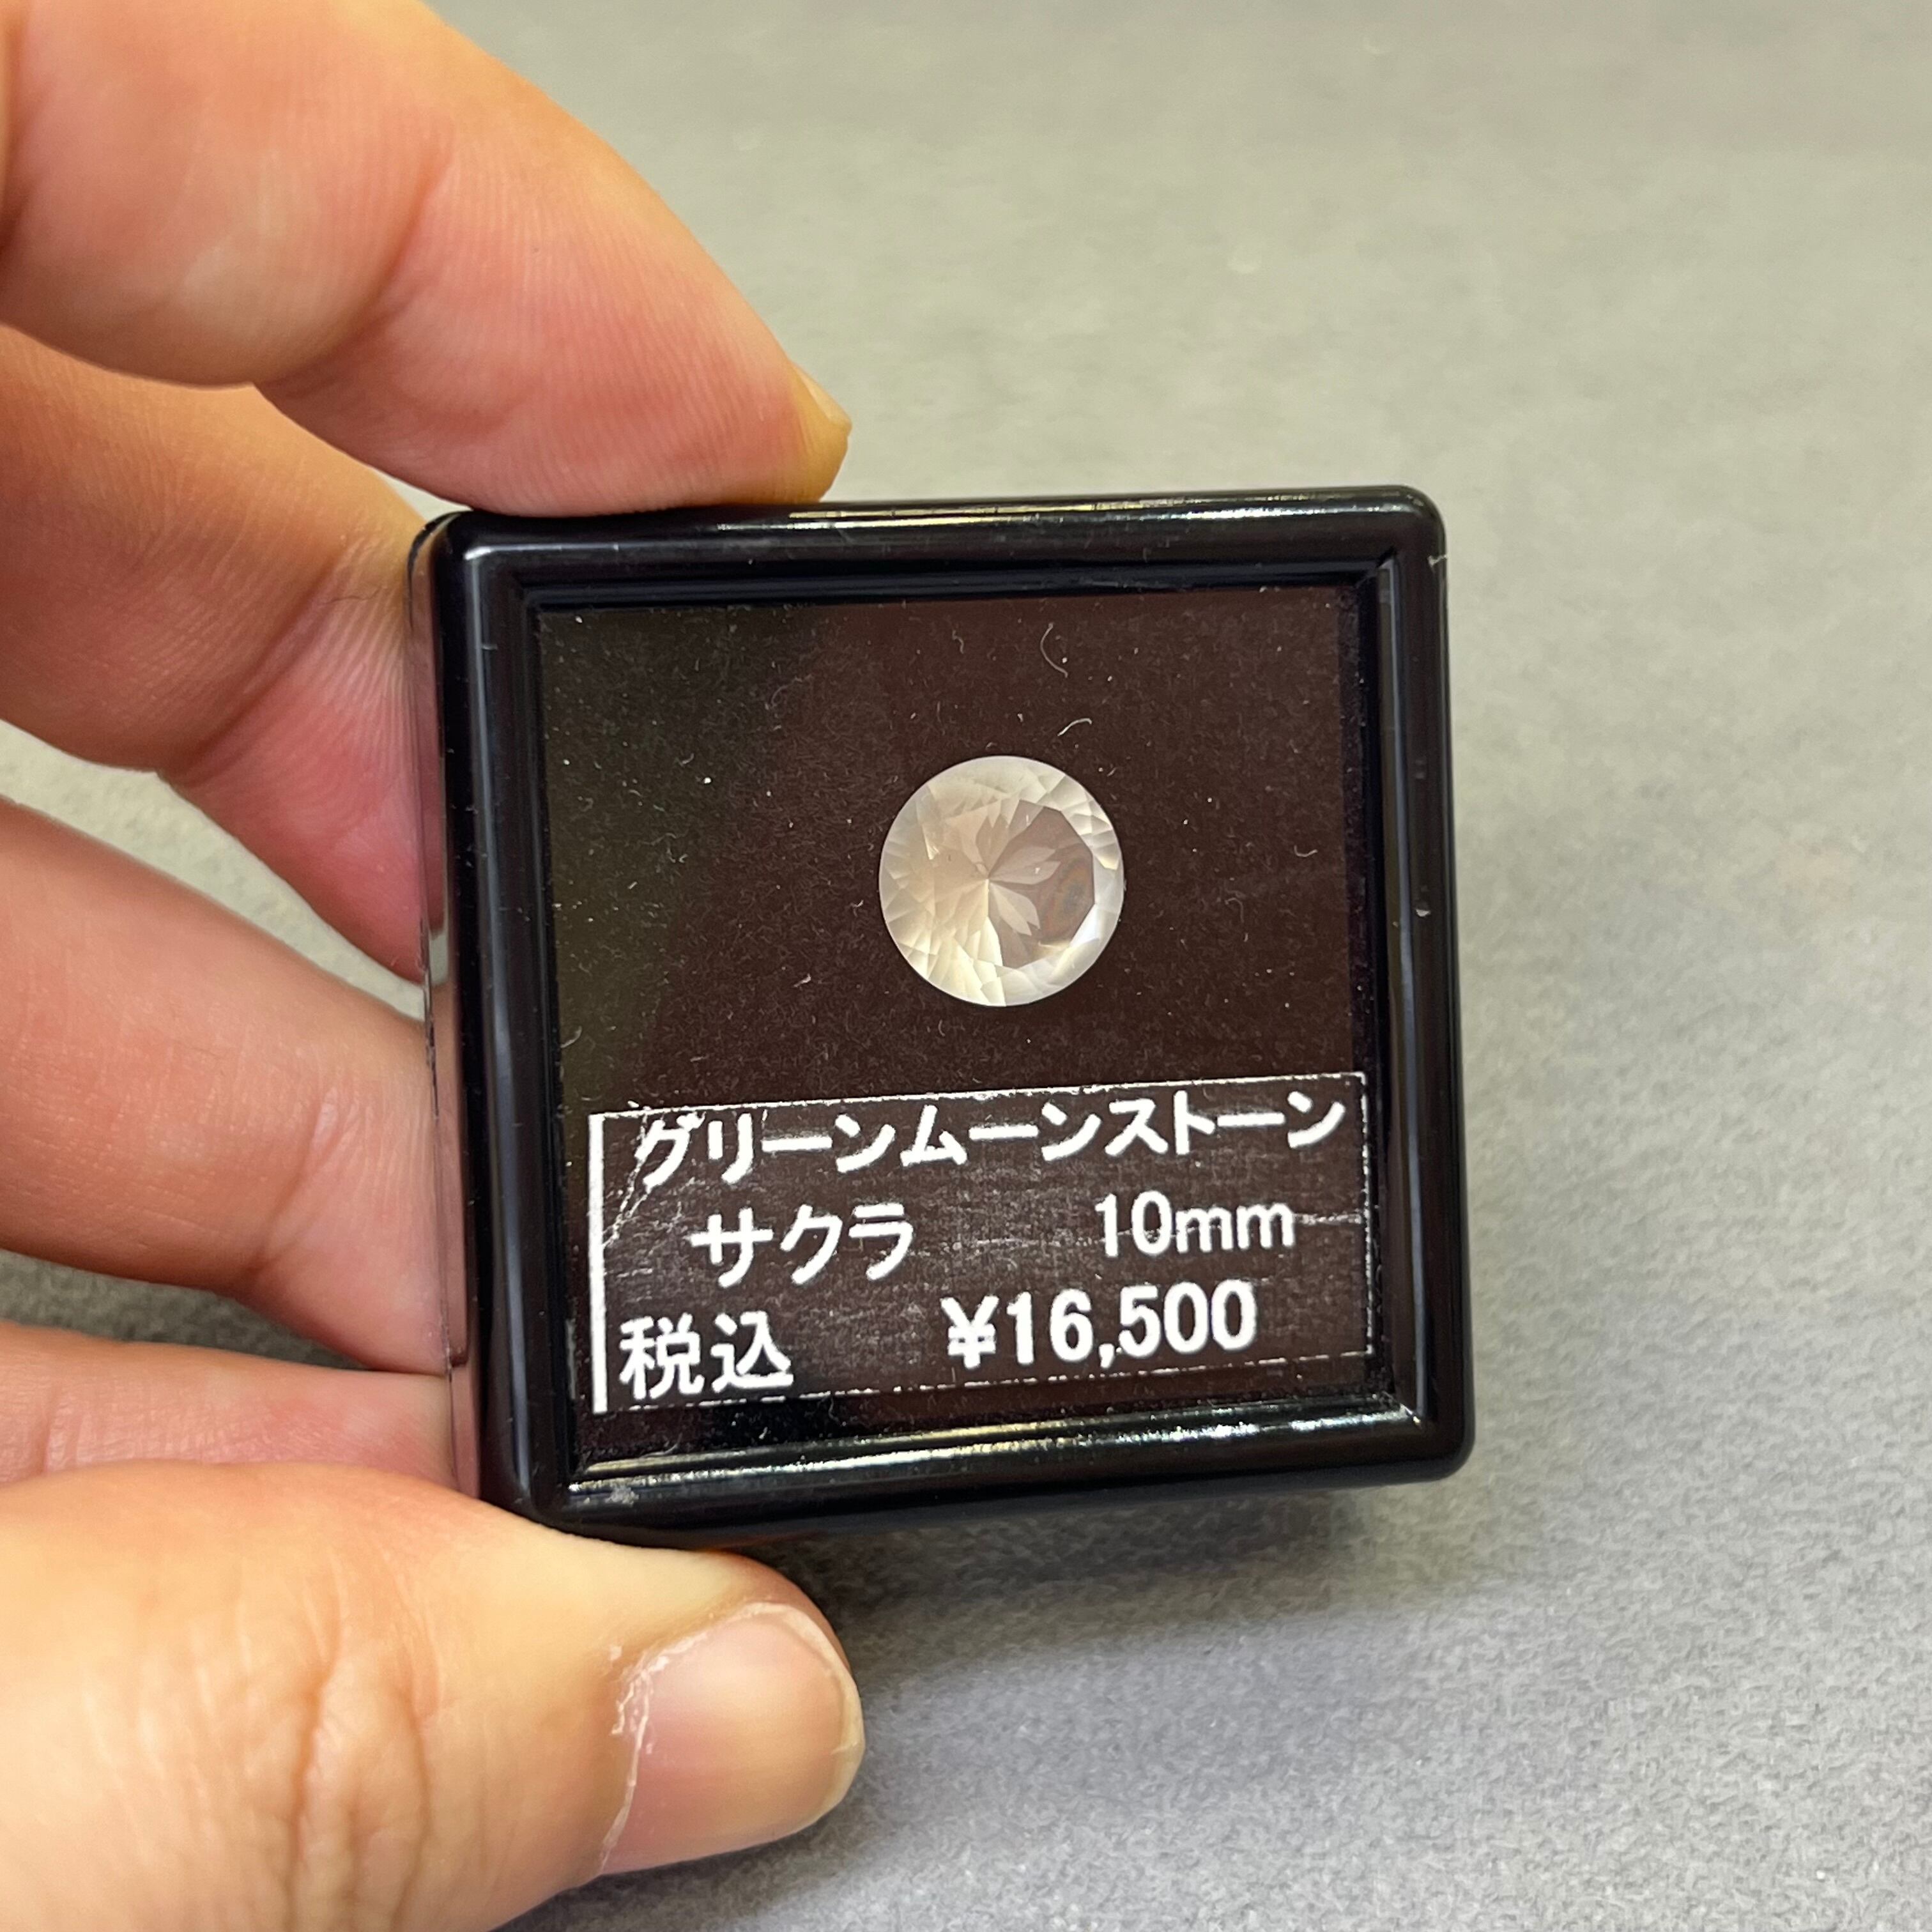 グリーンムーンストーン
サクラ 10mm
税込 ¥16,500